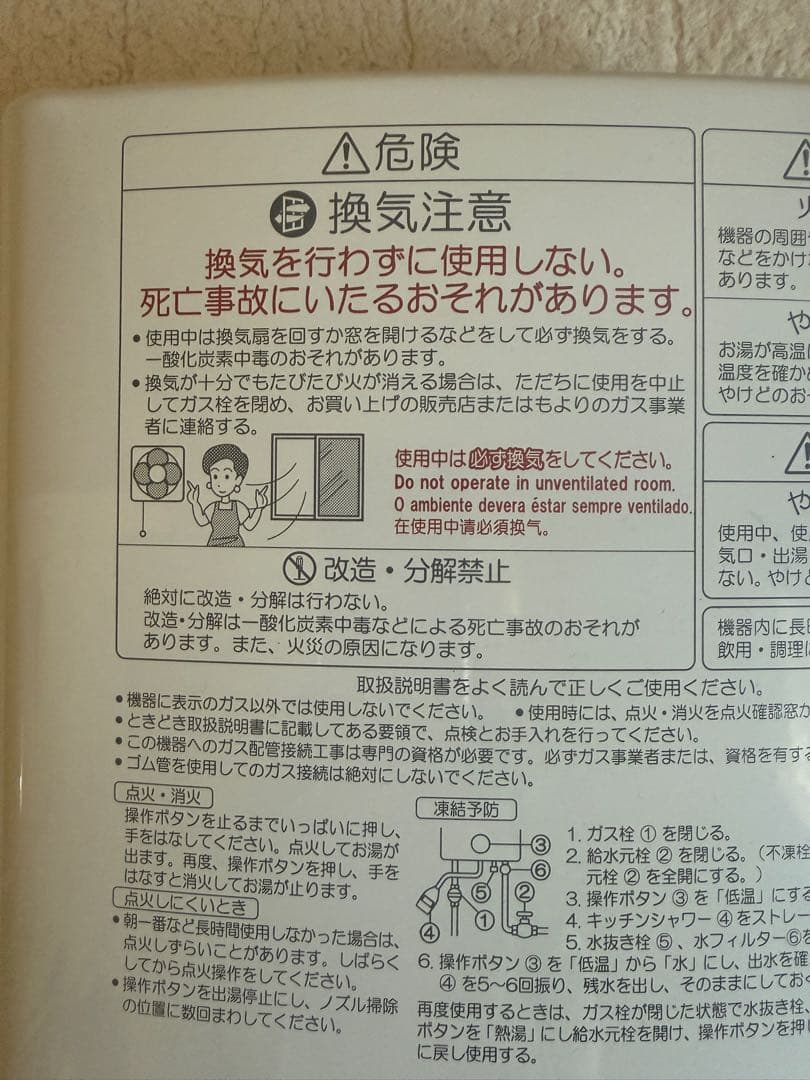 ⚠危険
換気注意
換気を行わずに使用しない。
死亡事故にいたるおそれがあります。
●使用中は換気扇を回すか窓を開けるなどをして必ず換気をする。
一酸化炭素中毒のおそれがあります。
●換気が十分でもたびたび火が消える場合は、ただちに使用を中止
してガス栓を閉め、お買い上げの販売店またはもよりのガス事業
者に連絡する。
使用中は必ず換気をしてください。
Do not operate in unventilated room.
O ambiente devera éstar sempre ventilado.
在使用中请必须换气。
改造・分解禁止
絶対に改造・分解は行わない。
改造・分解は一酸化炭素中毒などによる死亡事故のおそれが
あります。また、火災の原因になります。
⚠
火
機器の周囲
などをかけ
あります。
や
お湯が高温
温度を確かめ
やけどのお
⚠
や
使用中、使
気口・出湯
ない。やけど
機器内に長
飲用・調理に
取扱説明書をよく読んで正しくご使用ください。
●機器に表示のガス以外では使用しないでください。 ●使用時には、点火・消火を点火確認窓か
●ときどき取扱説明書に記載してある要領で、点検とお手入れを行ってください。
●この機器へのガス配管接続工事は専門の資格が必要です。必ずガス事業者または、資格を有する
●ゴム管を使用してのガス接続は絶対にしないでください。
点火・消火
操作ボタンを止るまでいっぱいに押し、
手をはなしてください。点火してお湯が
出ます。再度、操作ボタンを押し、手を
はなすと消火してお湯が止ります。
点火しにくいとき
●朝一番など長時間使用しなかった場合は、
点火しずらいことがあります。しばらく
してから点火操作をしてください。
●操作ボタンを出湯停止にし、ノズル掃除
の位置に数回まわしてください。
凍結予防
③
⑥
⑤
②
①
④
1. ガス栓 ① を閉じる。
2. 給水元栓 ② を閉じる。(不凍栓
元栓 ② を全開にする。)
3. 操作ボタン ③ を「低温」にする
4. キッチンシャワー ④ をストレー
5. 水抜き栓 ⑤ 、水フィルター⑥を
6. 操作ボタン ③ を「低温」から「水」にし、出水を確
④ を5〜6回振り、残水を出し、そのままにしておく
再度使用するときは、ガス栓が閉じた状態で水抜き栓、
ボタンを「熱湯」にし給水元栓を開け、操作ボタンを押し
に戻し使用する。